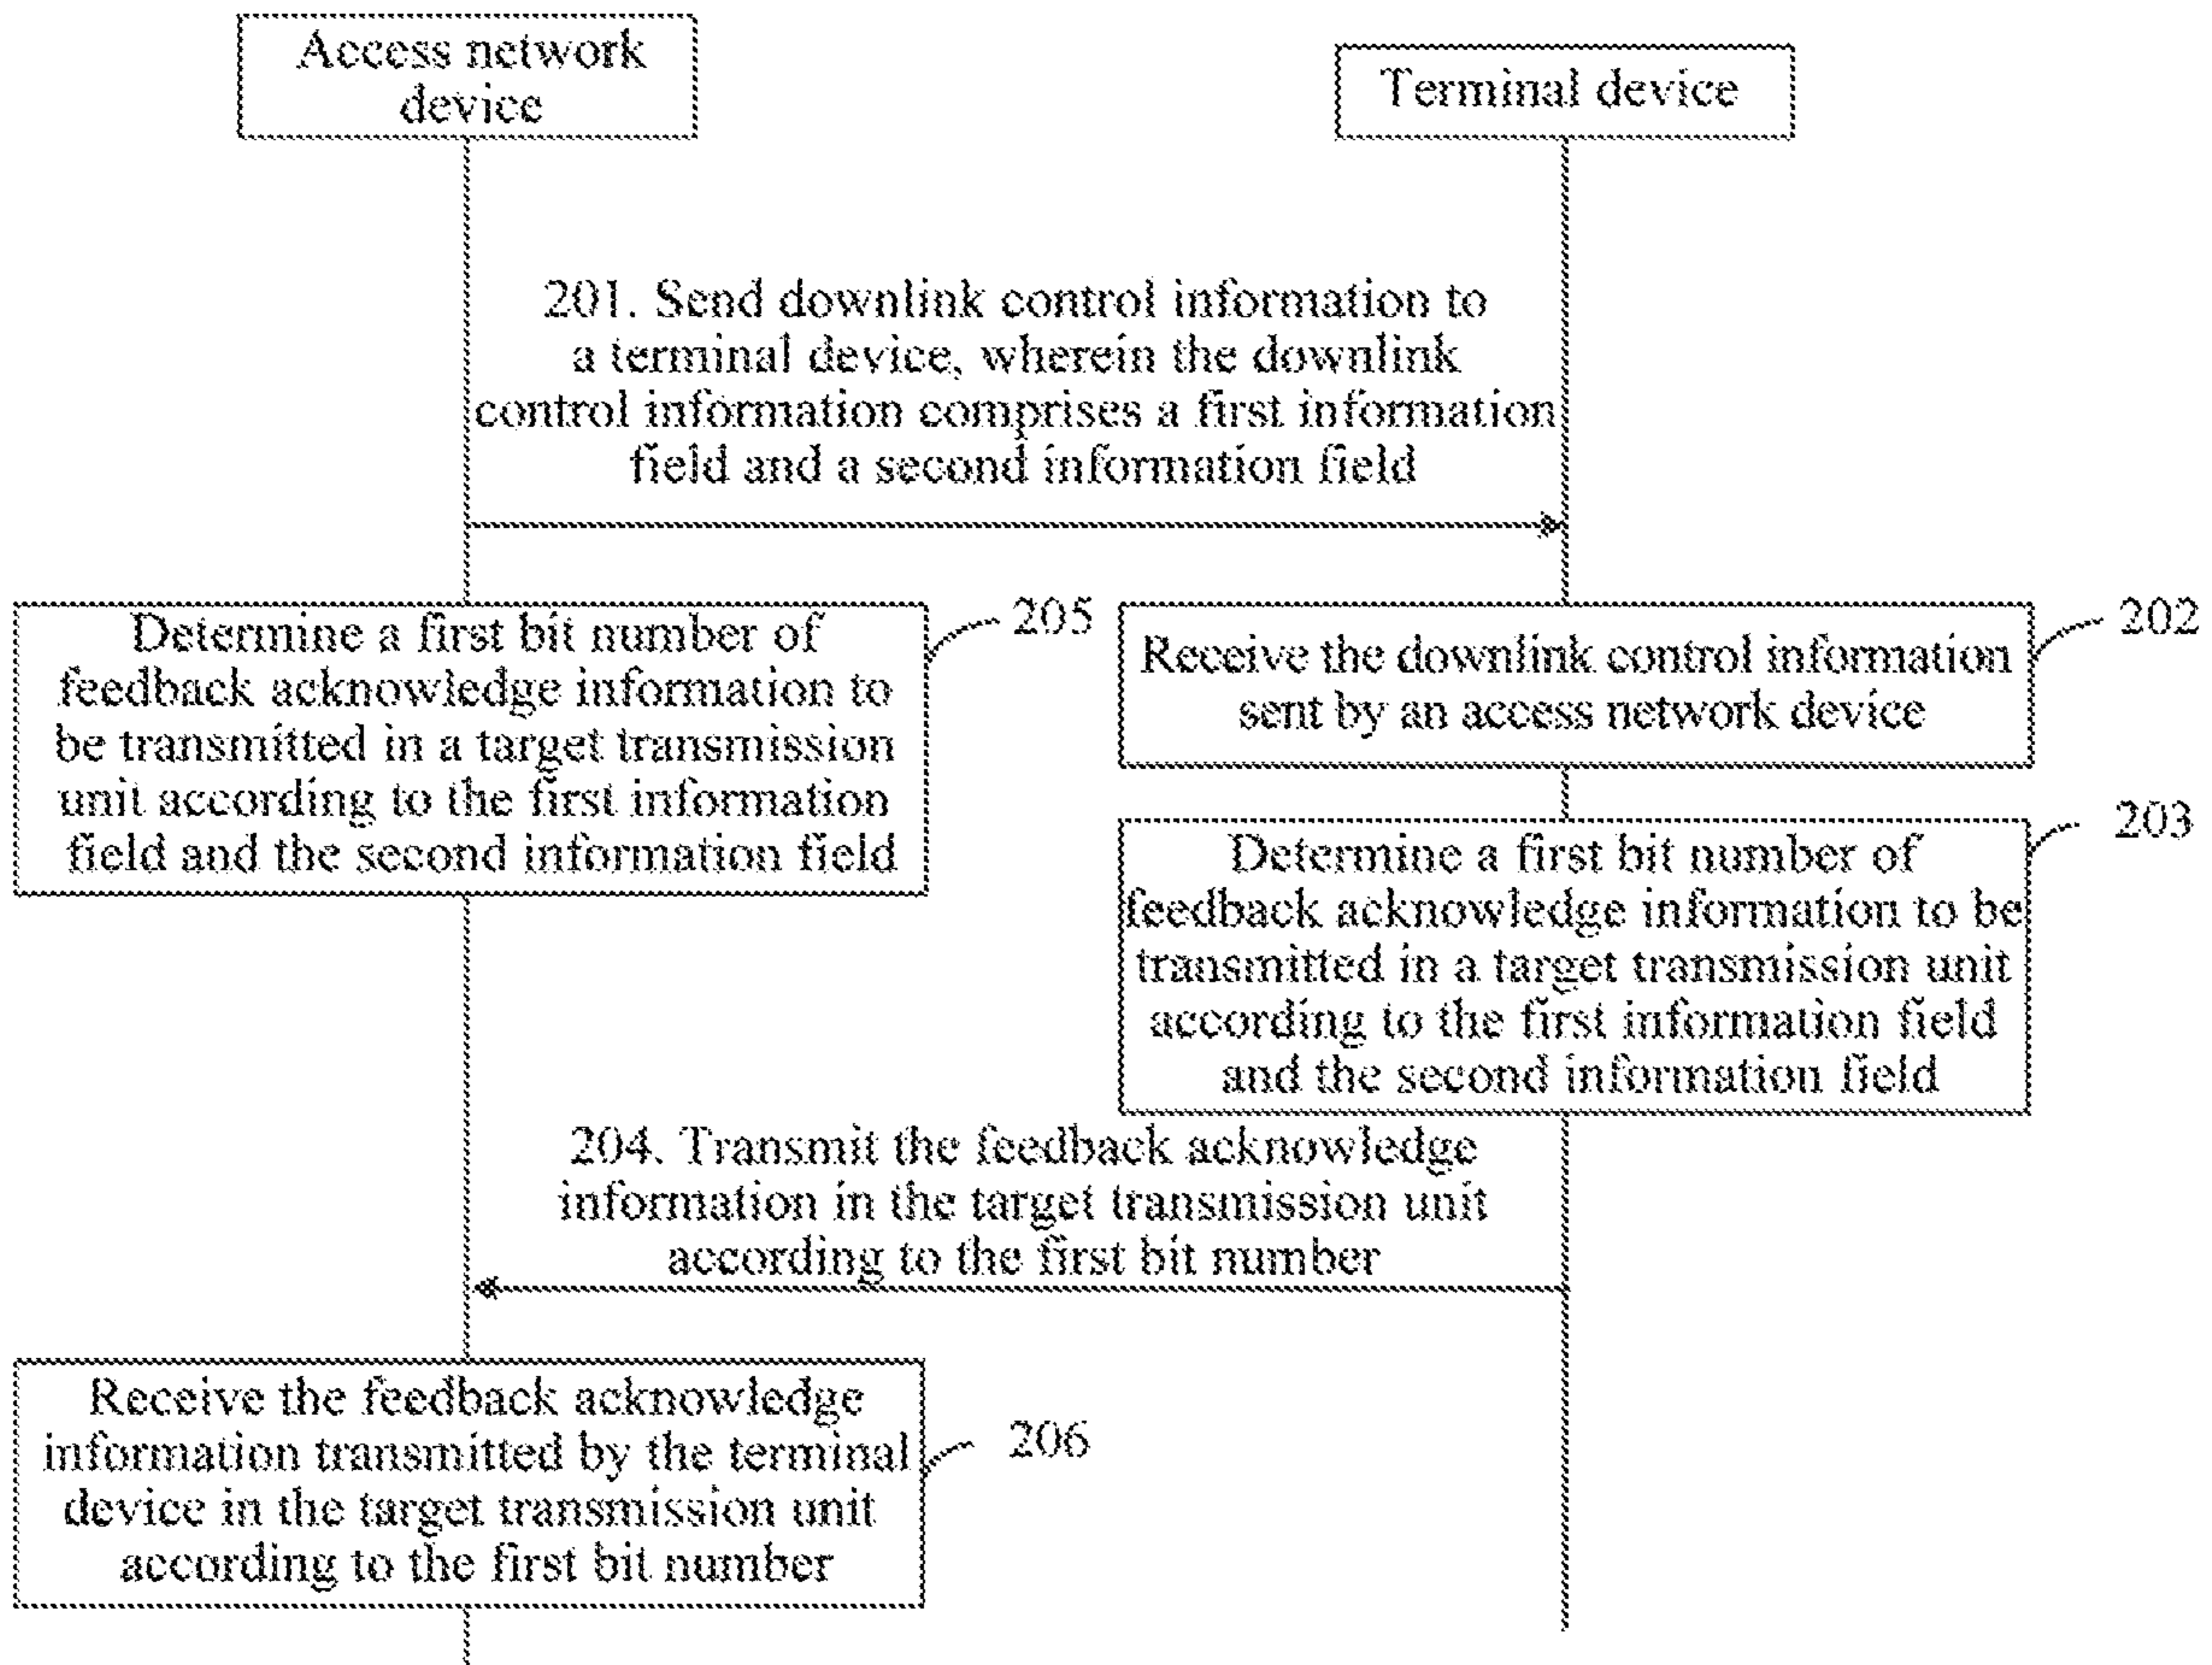 Access network
device
Terminal device
201. Send downlink control information to
a terminal device, wherein the downlink
control information comprises a first information
field and a second information field
Determine a first bit number of
feedback acknowledge information to
be transmitted in a target transmission
unit according to the first information
field and the second information field
205
Receive the downlink control information
sent by an access network device
202
Determine a first bit number of
feedback acknowledge information to be
transmitted in a target transmission unit
according to the first information field
and the second information field
203
204. Transmit the feedback acknowledge
information in the target transmission unit
according to the first bit number
Receive the feedback acknowledge
information transmitted by the terminal
device in the target transmission unit
according to the first bit number
206